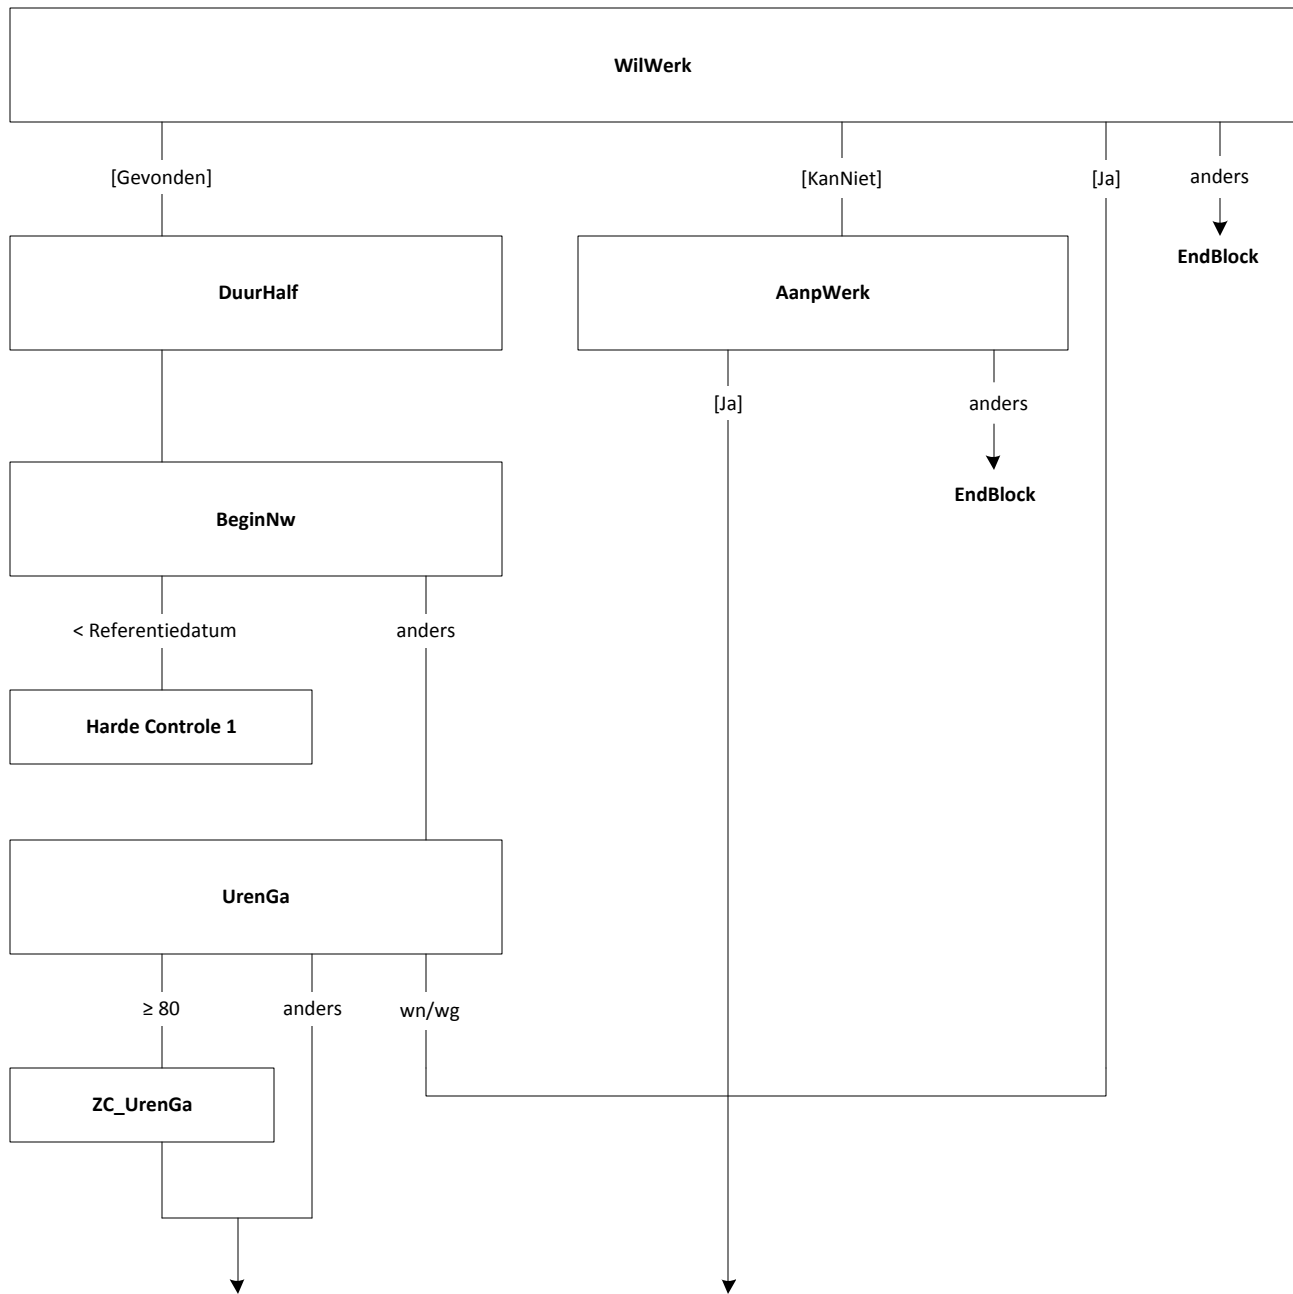 WilWerk
[Gevonden]
[KanNiet]
[Ja]
anders
EndBlock
DuurHalf
AanpWerk
[Ja]
anders
EndBlock
BeginNw
< Referentiedatum
anders
Harde Controle 1
UrenGa
≥ 80
anders
wn/wg
ZC_UrenGa